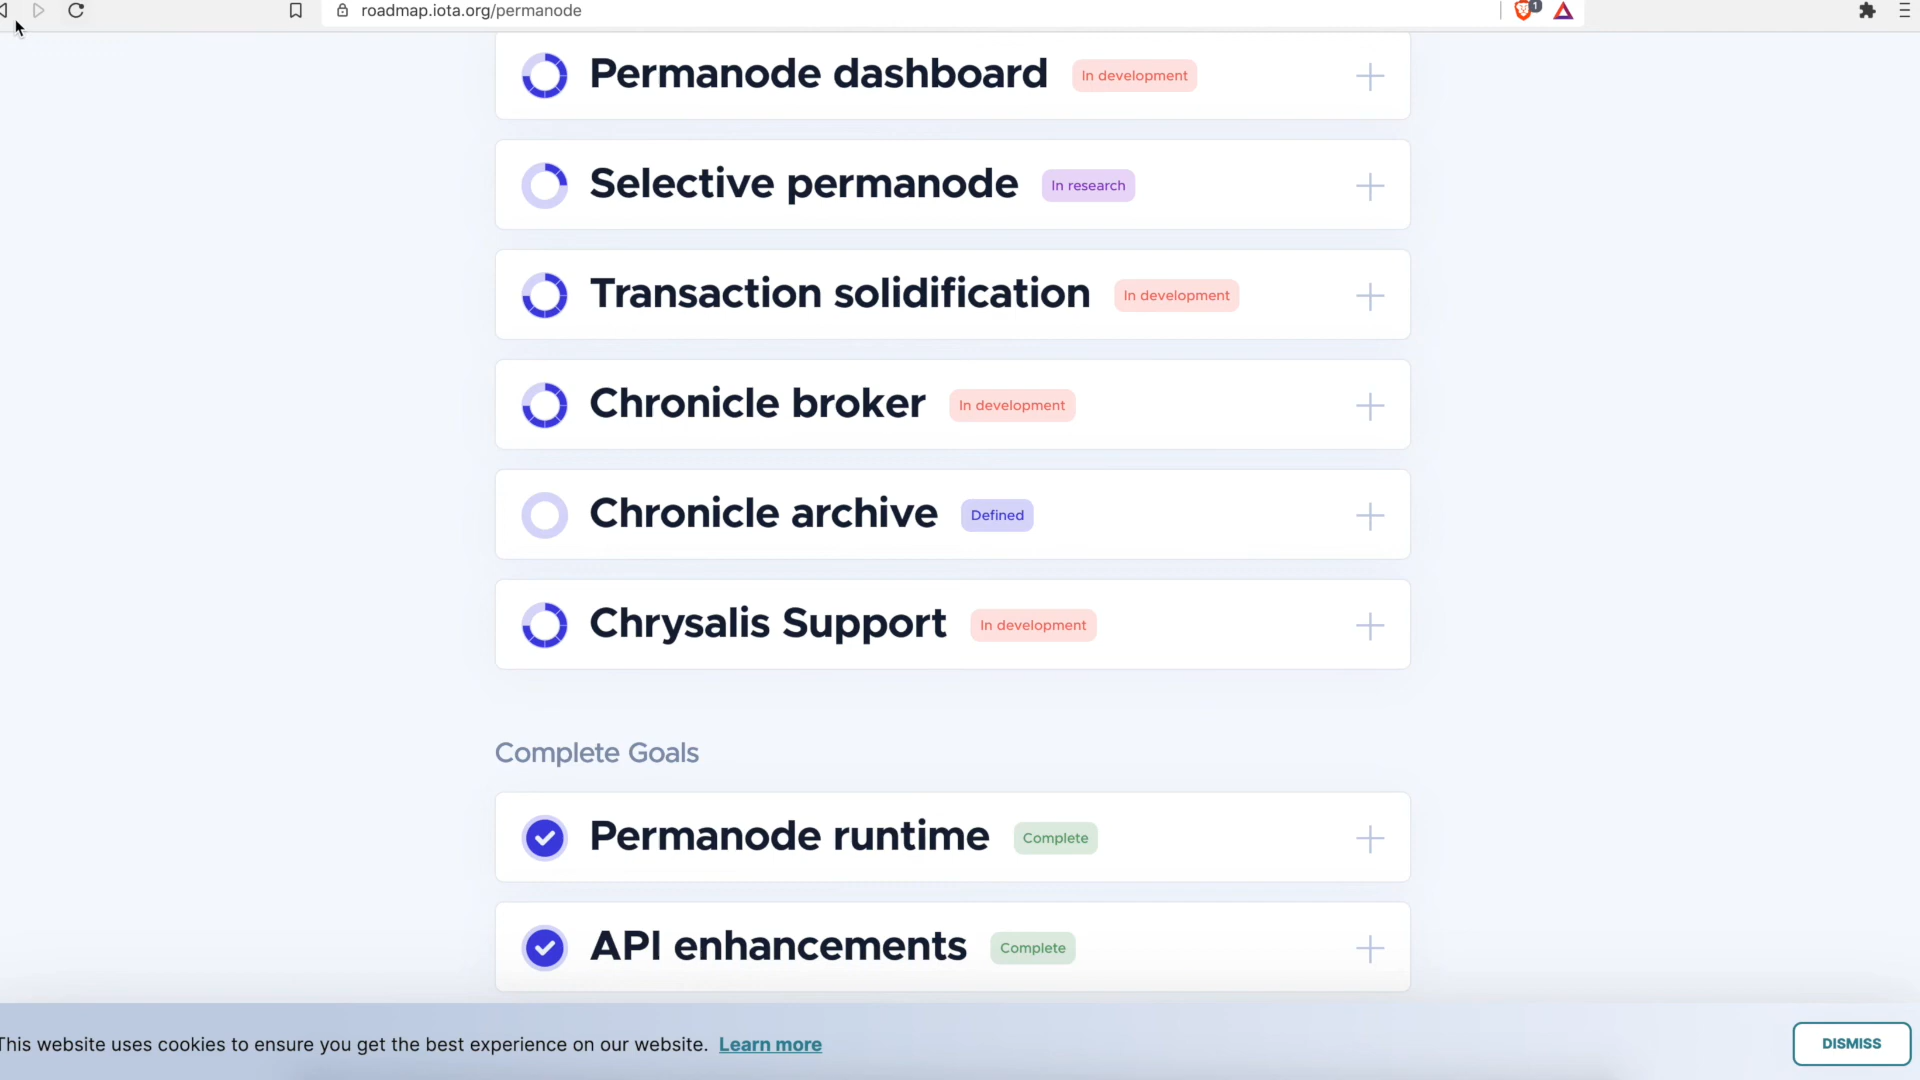 roadmap.iota.org/permanode
1
Permanode dashboard In development
Selective permanode In research
Transaction solidification In development
Chronicle broker In development
Chronicle archive Defined
Chrysalis Support In development
Complete Goals
Permanode runtime Complete
API enhancements Complete
This website uses cookies to ensure you get the best experience on our website. Learn more
DISMISS